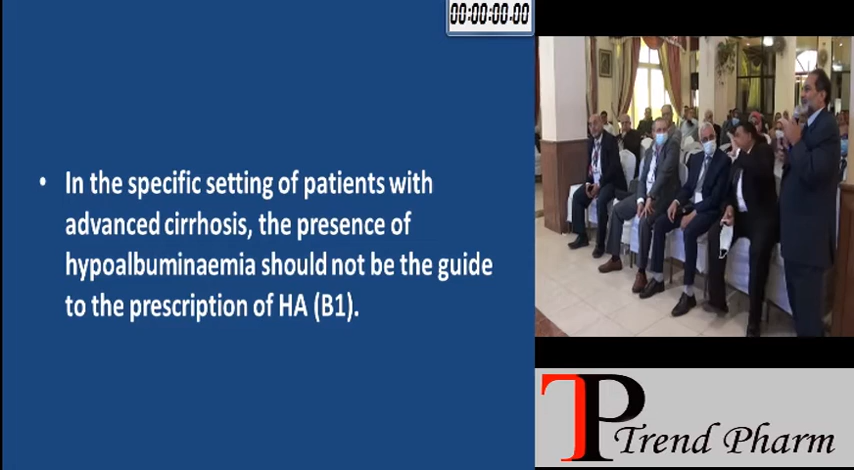 00:00:00.00
• In the specific setting of patients with
advanced cirrhosis, the presence of
hypoalbuminaemia should not be the guide
to the prescription of HA (B1).
TP Trend Pharm